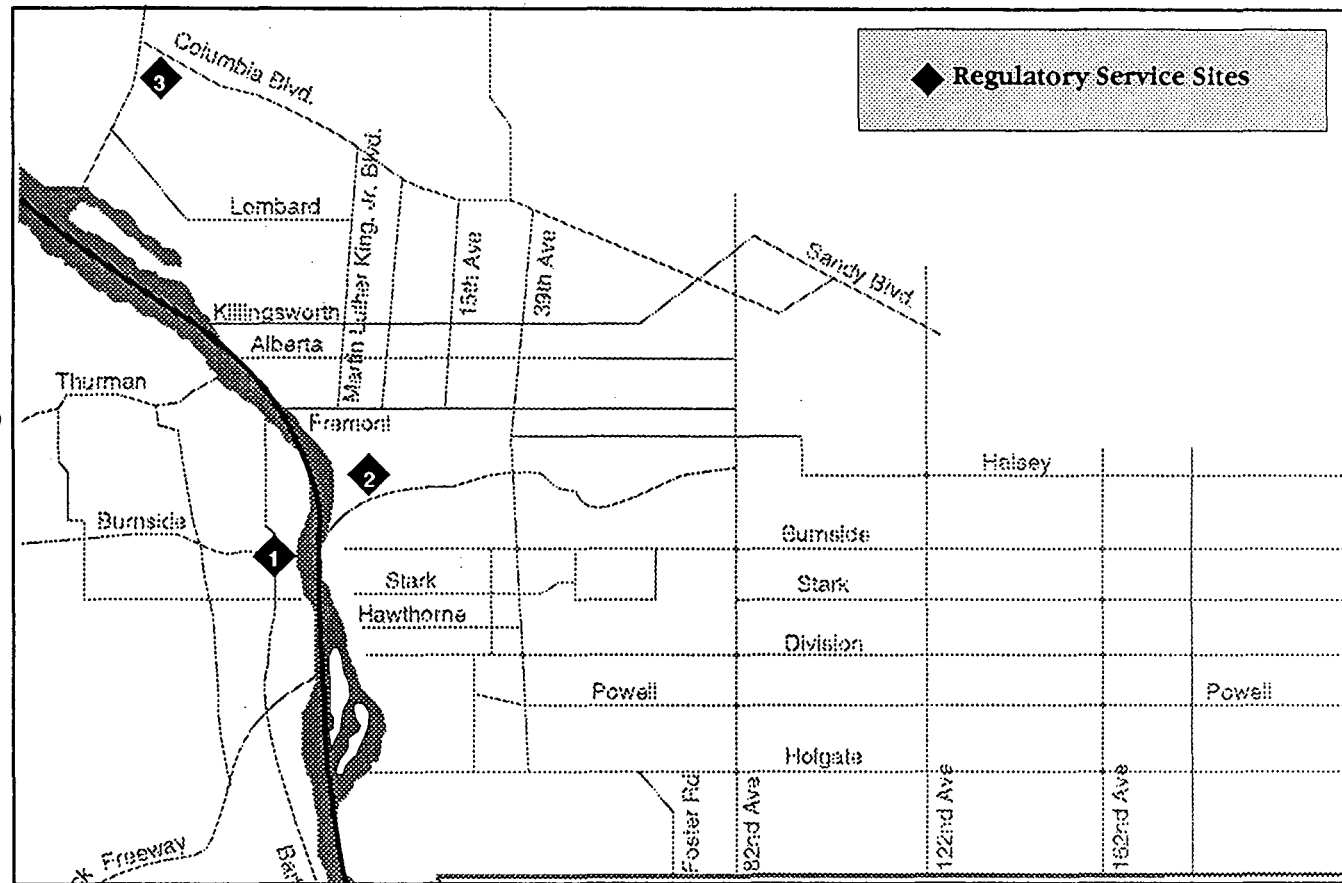 Columbia Blvd.
3
Regulatory Service Sites
Lombard
Martin Luther King, Jr. Blvd.
15th Ave
39th Ave
Sandy Blvd.
Killingsworth
Alberta
Thurman
Fremont
2
Halsey
Burnside
1
Burnside
Stark
Stark
Hawthorne
Division
Powell
Powell
Holgate
Foster Rd
82nd Ave
122nd Ave
162nd Ave
Freeway